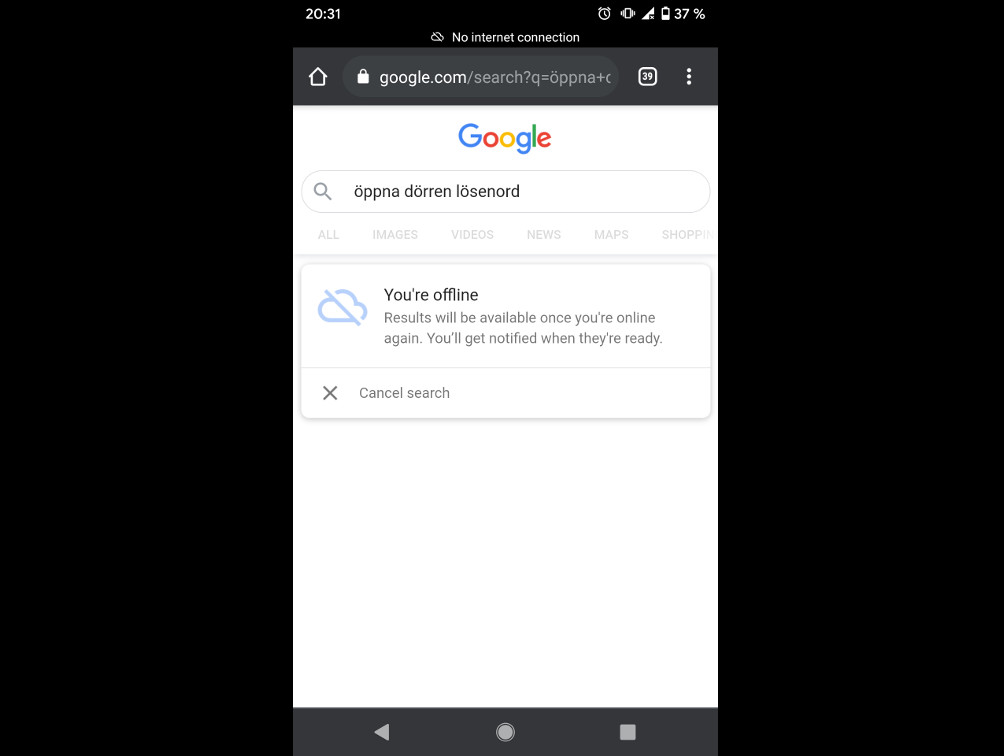 20:31 37 %
No internet connection
google.com/search?q=öppna+c 39
Google
öppna dörren lösenord
ALL IMAGES VIDEOS NEWS MAPS SHOPPIN
You're offline
Results will be available once you're online
again. You'll get notified when they're ready.
Cancel search